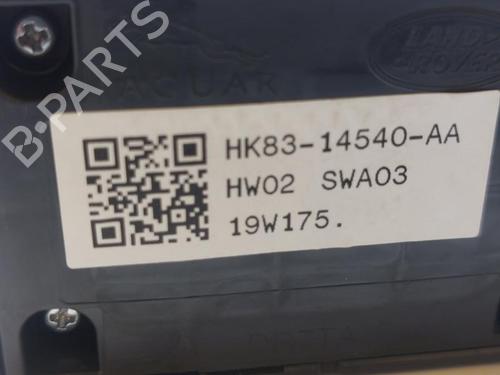 JAGUAR
LAND-
ROVER
HK83-14540-AA
HW02 SWA03
19W175.
B-PARTS